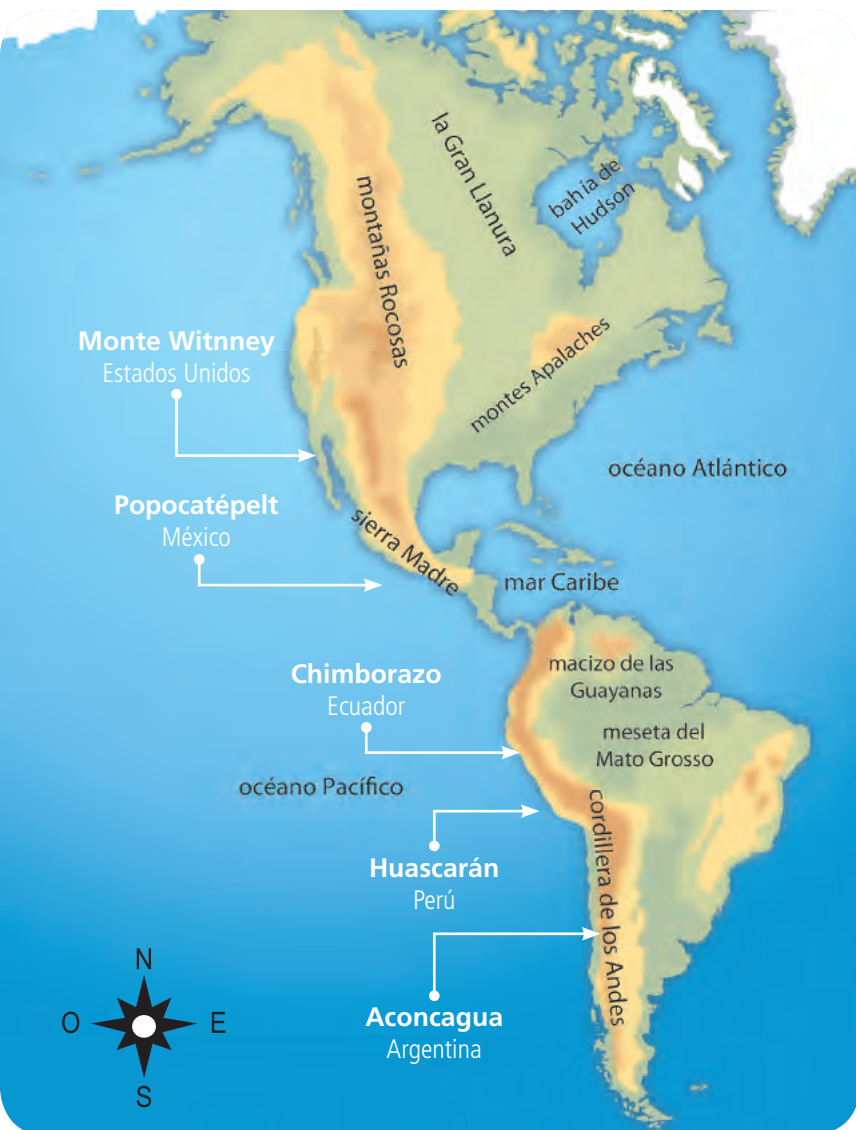 la Gran Llanura
bahía de
Hudson
montañas Rocosas
montes Apalaches
Monte Witnney
Estados Unidos
océano Atlántico
Popocatépelt
México
sierra Madre
mar Caribe
Chimborazo
Ecuador
macizo de las
Guayanas
meseta del
Mato Grosso
océano Pacífico
cordillera de los Andes
Huascarán
Perú
Aconcagua
Argentina
N
O
E
S